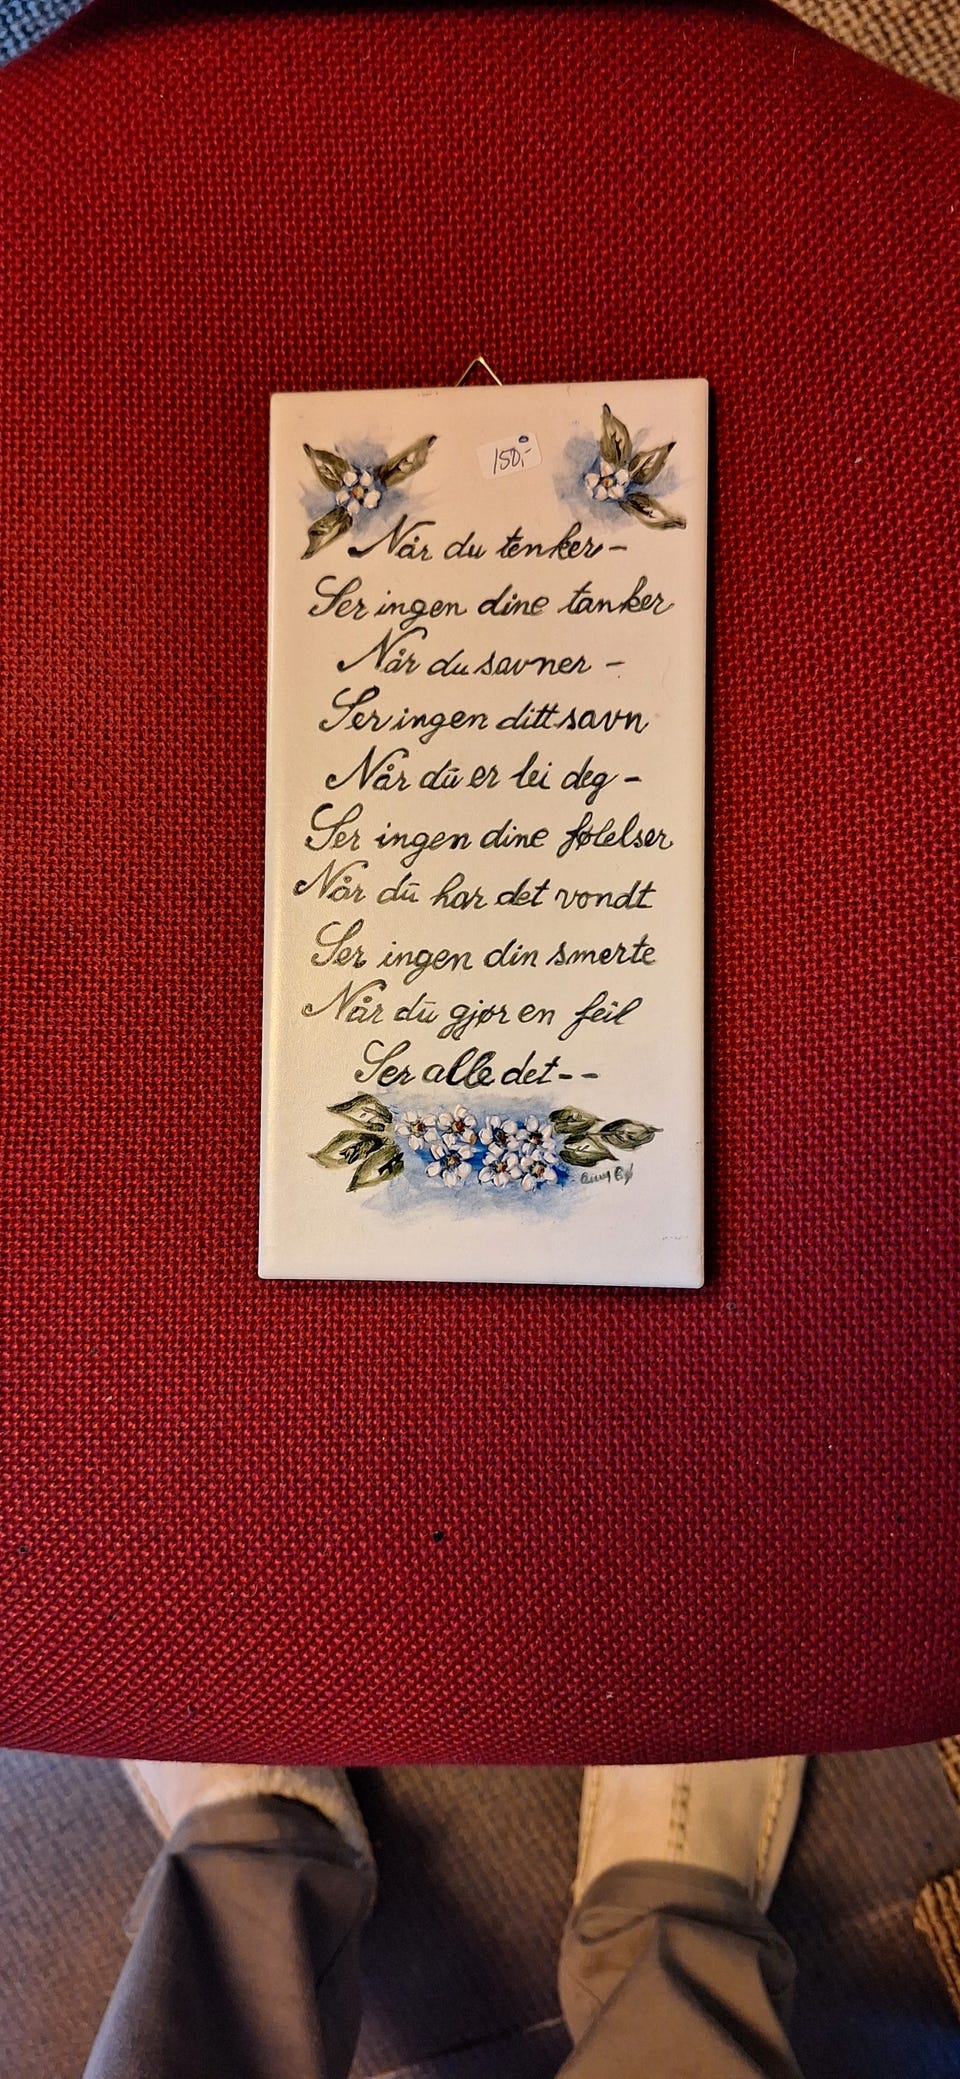 150,-
Når du tenker -
Ser ingen dine tanker
Når du savner -
Ser ingen ditt savn
Når du er lei deg -
Ser ingen dine følelser
Når du har det vondt
Ser ingen din smerte
Når du gjør en feil
Ser alle det - -